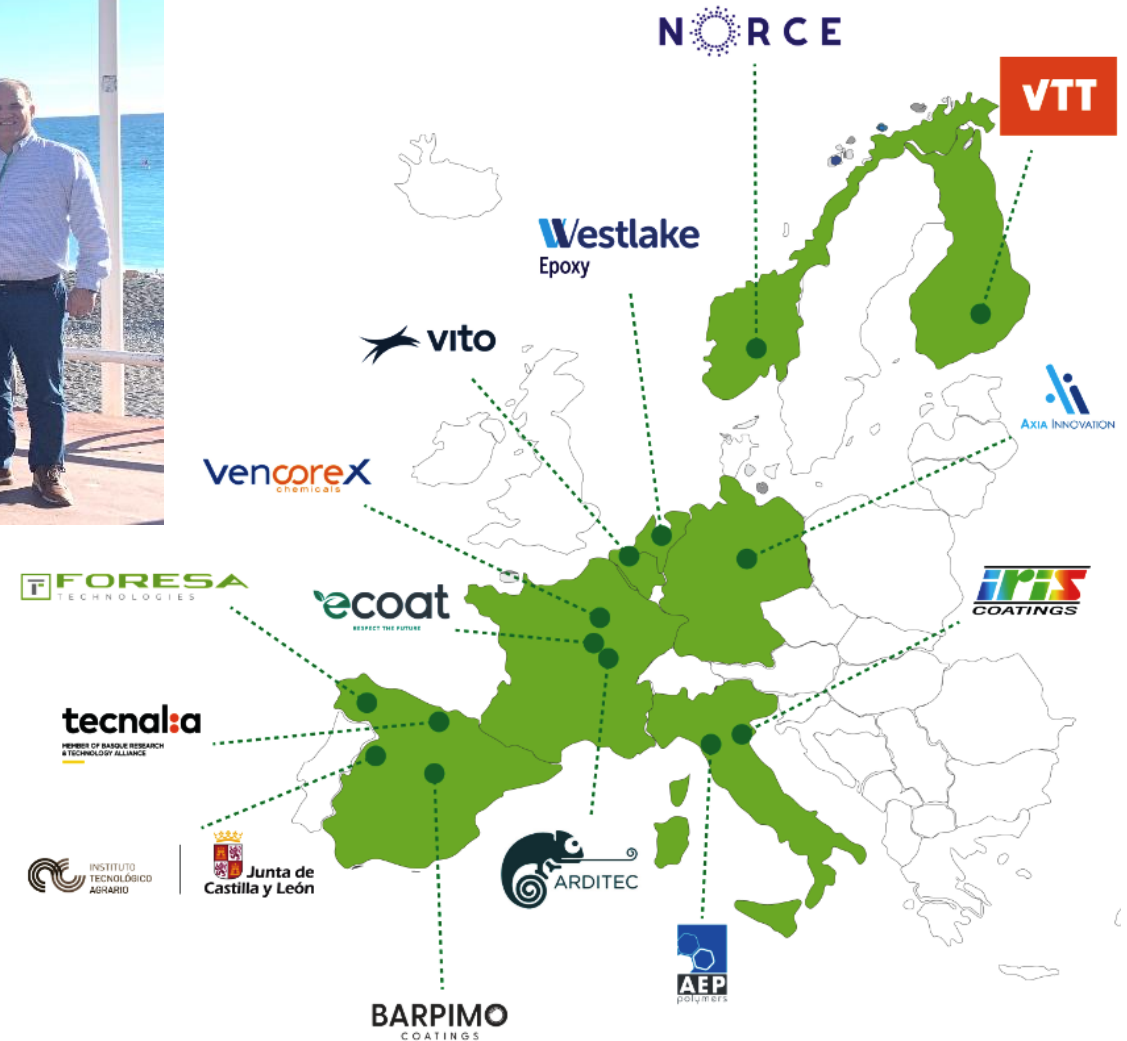 NORCE
VTT
Westlake
Epoxy
vito
AXIA INNOVATION
vencorex
chemicals
FORESA
TECHNOLOGIES
ecoat
RESPECT THE FUTURE
iris
COATINGS
tecnal:a
MEMBER OF BASQUE RESEARCH
& TECHNOLOGY ALLIANCE
INSTITUTO
TECNOLÓGICO
AGRARIO
Junta de
Castilla y León
ARDITEC
AEP
polymers
BARPIMO
COATINGS